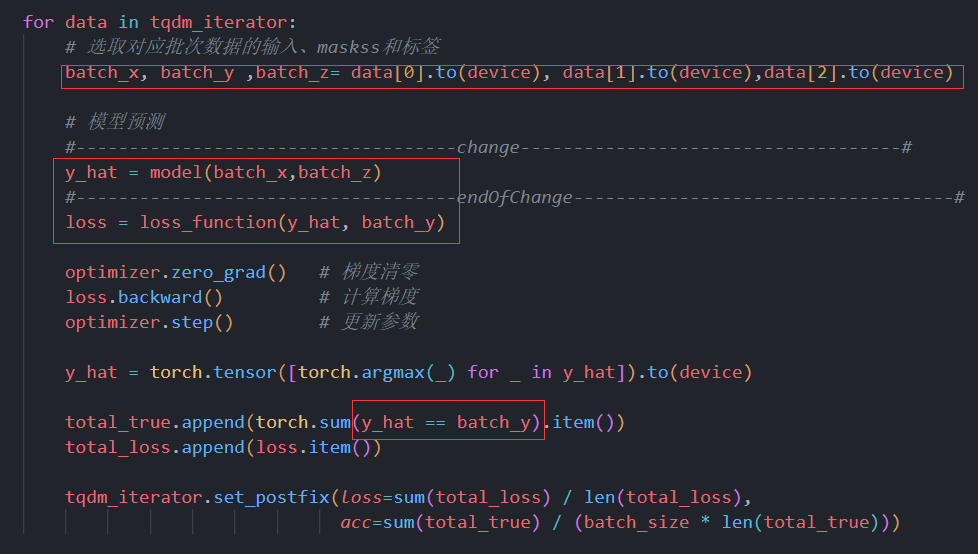 for data in tqdm_iterator:
# 选取对应批次数据的输入、maskss和标签
batch_x, batch_y ,batch_z= data[0].to(device), data[1].to(device),data[2].to(device)
# 模型预测
#------------------------------------change------------------------------------#
y_hat = model(batch_x,batch_z)
#------------------------------------endOfChange------------------------------------#
loss = loss_function(y_hat, batch_y)
optimizer.zero_grad()   # 梯度清零
loss.backward()         # 计算梯度
optimizer.step()        # 更新参数
y_hat = torch.tensor([torch.argmax(_) for _ in y_hat]).to(device)
total_true.append(torch.sum(y_hat == batch_y).item())
total_loss.append(loss.item())
tqdm_iterator.set_postfix(loss=sum(total_loss) / len(total_loss),
acc=sum(total_true) / (batch_size * len(total_true)))